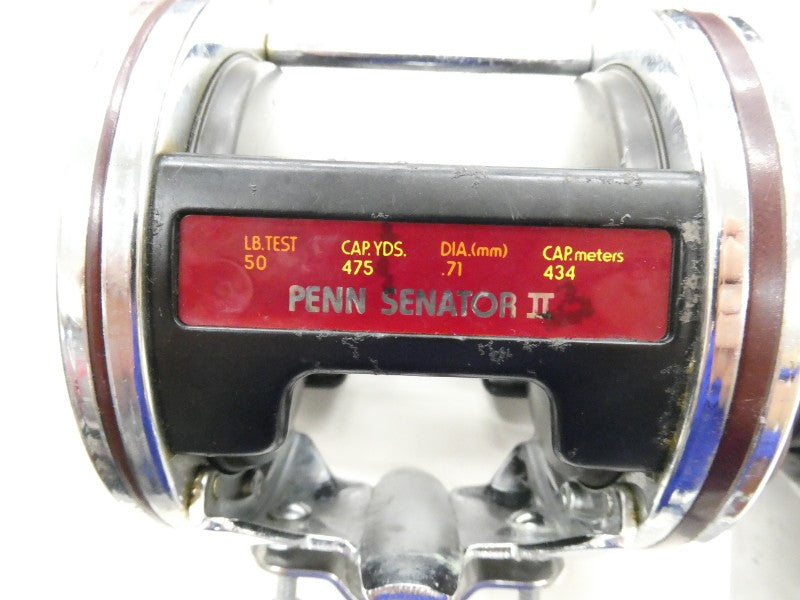 LB.TEST CAP.YDS. DIA.(mm) CAP.meters
50 475 .71 434
PENN SENATOR II